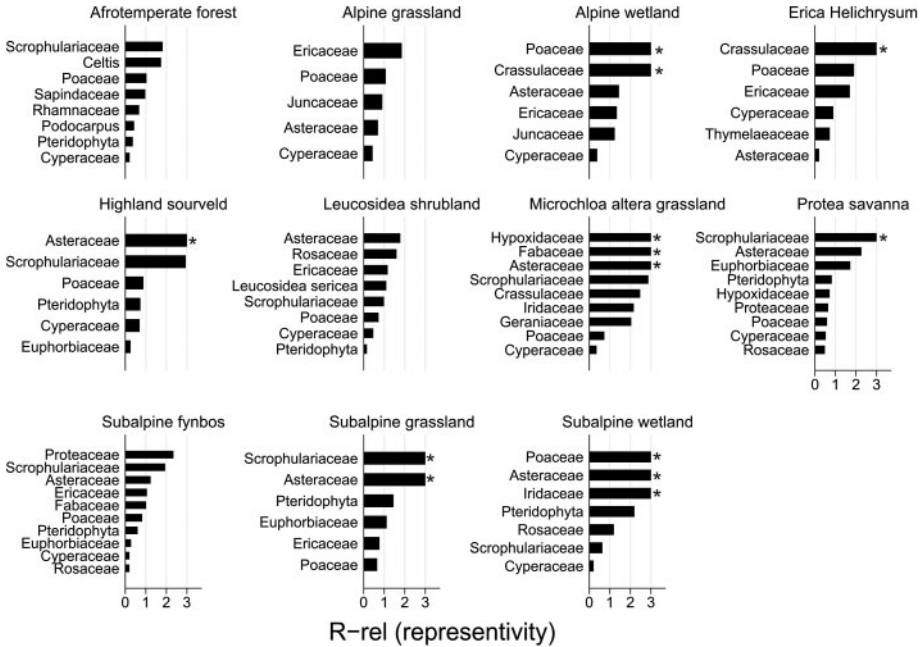 Afrotemperate forest
Scrophulariaceae
Celtis
Poaceae
Sapindaceae
Rhamnaceae
Podocarpus
Pteridophyta
Cyperaceae
Alpine grassland
Ericaceae
Poaceae
Juncaceae
Asteraceae
Cyperaceae
Alpine wetland
Poaceae *
Crassulaceae *
Asteraceae
Ericaceae
Juncaceae
Cyperaceae
Erica Helichrysum
Crassulaceae *
Poaceae
Ericaceae
Cyperaceae
Thymelaeaceae
Asteraceae
Highland sourveld
Asteraceae *
Scrophulariaceae
Poaceae
Pteridophyta
Cyperaceae
Euphorbiaceae
Leucosidea shrubland
Asteraceae
Rosaceae
Ericaceae
Leucosidea sericea
Scrophulariaceae
Poaceae
Cyperaceae
Pteridophyta
Microchloa altera grassland
Hypoxidaceae *
Fabaceae *
Asteraceae *
Scrophulariaceae
Crassulaceae
Iridaceae
Geraniaceae
Poaceae
Cyperaceae
Protea savanna
Scrophulariaceae *
Asteraceae
Euphorbiaceae
Pteridophyta
Hypoxidaceae
Proteaceae
Poaceae
Cyperaceae
Rosaceae
0 1 2 3
Subalpine fynbos
Proteaceae
Scrophulariaceae
Asteraceae
Ericaceae
Fabaceae
Poaceae
Pteridophyta
Euphorbiaceae
Cyperaceae
Rosaceae
0 1 2 3
Subalpine grassland
Scrophulariaceae *
Asteraceae *
Pteridophyta
Euphorbiaceae
Ericaceae
Poaceae
0 1 2 3
Subalpine wetland
Poaceae *
Asteraceae *
Iridaceae *
Pteridophyta
Rosaceae
Scrophulariaceae
Cyperaceae
0 1 2 3
R−rel (representivity)